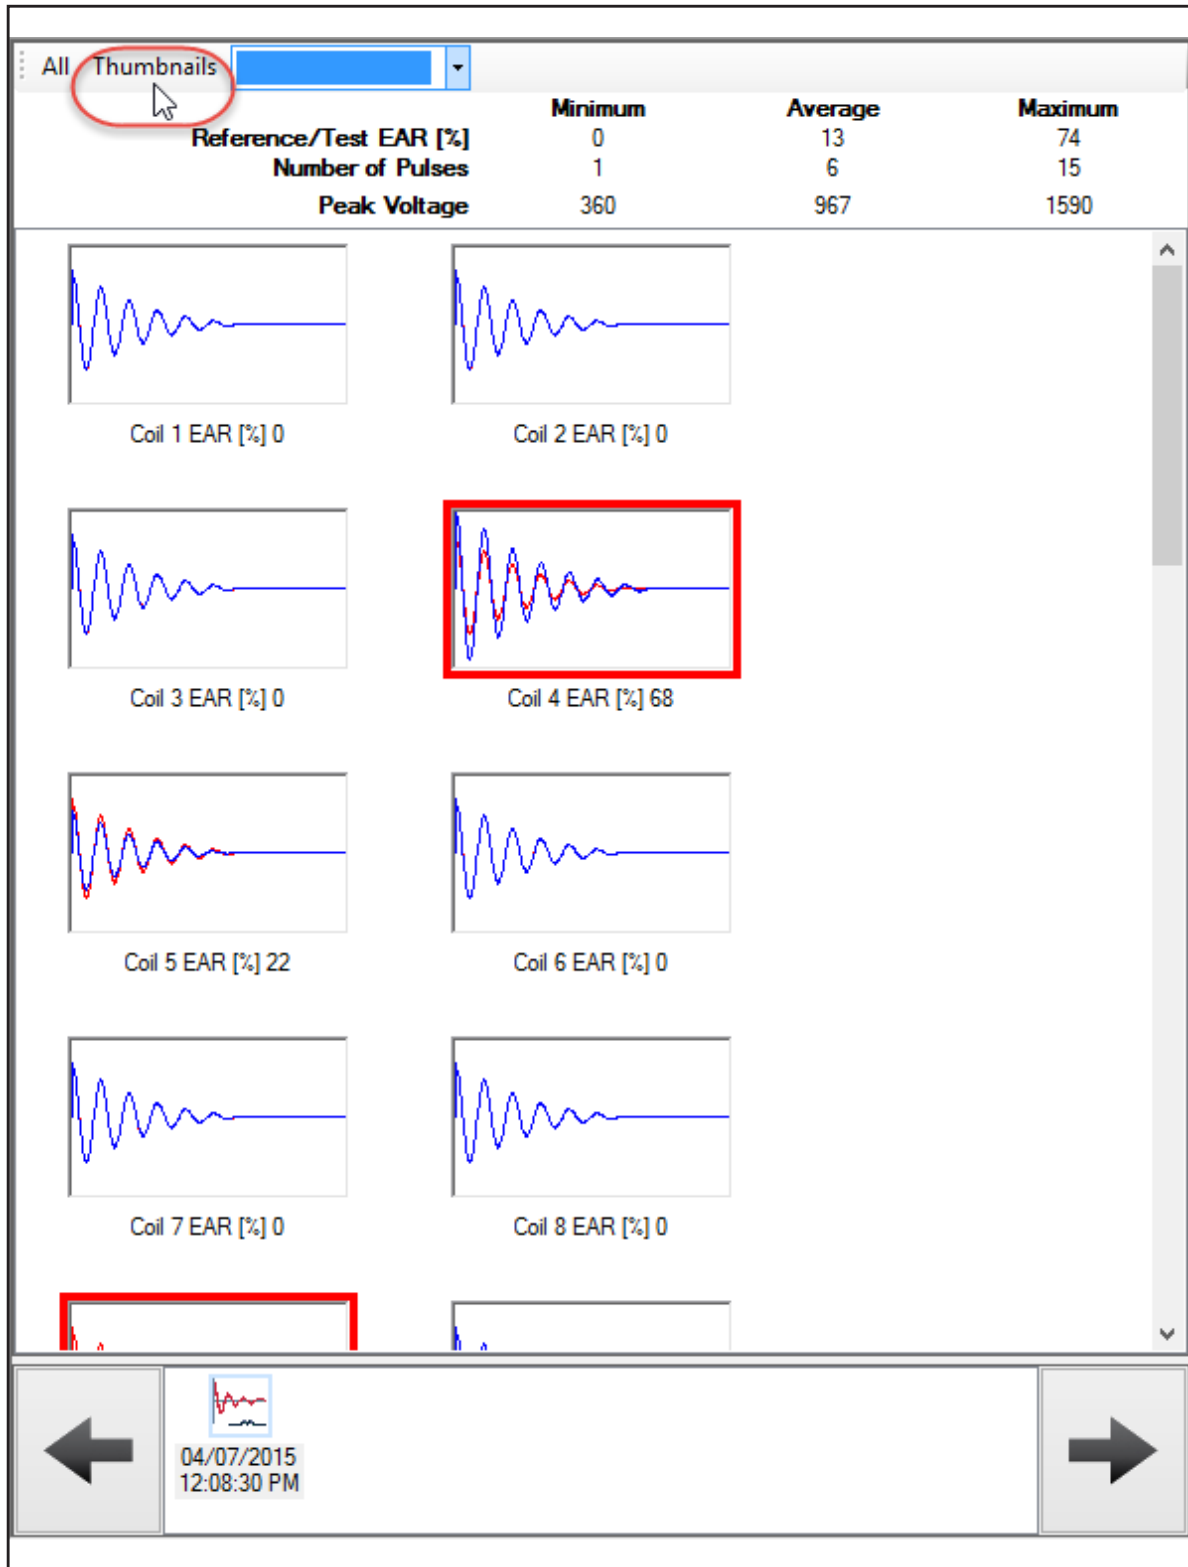 All Thumbnails
Minimum Average Maximum
Reference/Test EAR [%] 0 13 74
Number of Pulses 1 6 15
Peak Voltage 360 967 1590
Coil 1 EAR [%] 0 Coil 2 EAR [%] 0
Coil 3 EAR [%] 0 Coil 4 EAR [%] 68
Coil 5 EAR [%] 22 Coil 6 EAR [%] 0
Coil 7 EAR [%] 0 Coil 8 EAR [%] 0
04/07/2015
12:08:30 PM